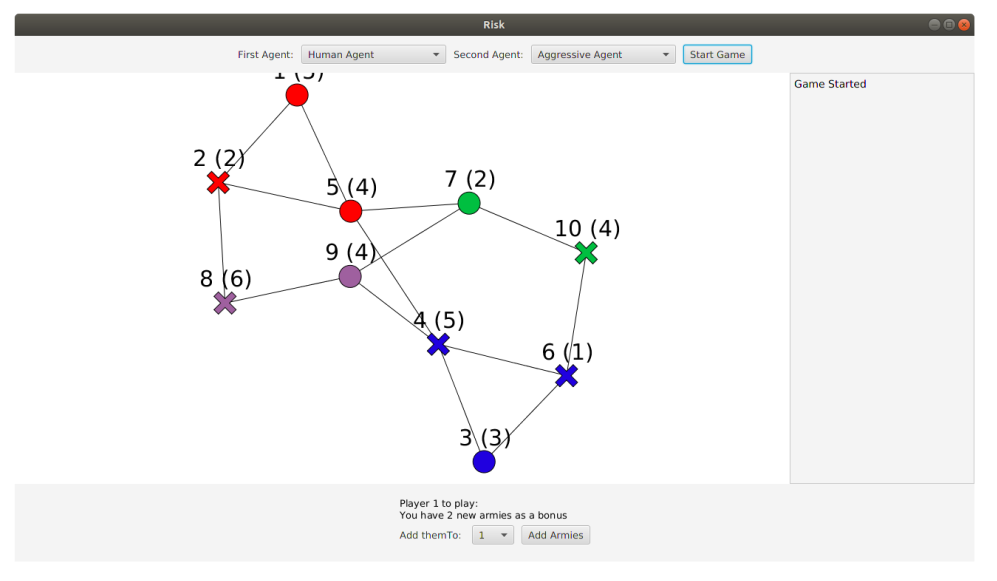 Risk
First Agent: Human Agent Second Agent: Aggressive Agent Start Game
Game Started
2 (2)
5 (4)
7 (2)
10 (4)
9 (4)
8 (6)
4 (5)
6 (1)
3 (3)
Player 1 to play:
You have 2 new armies as a bonus
Add themTo: 1 Add Armies